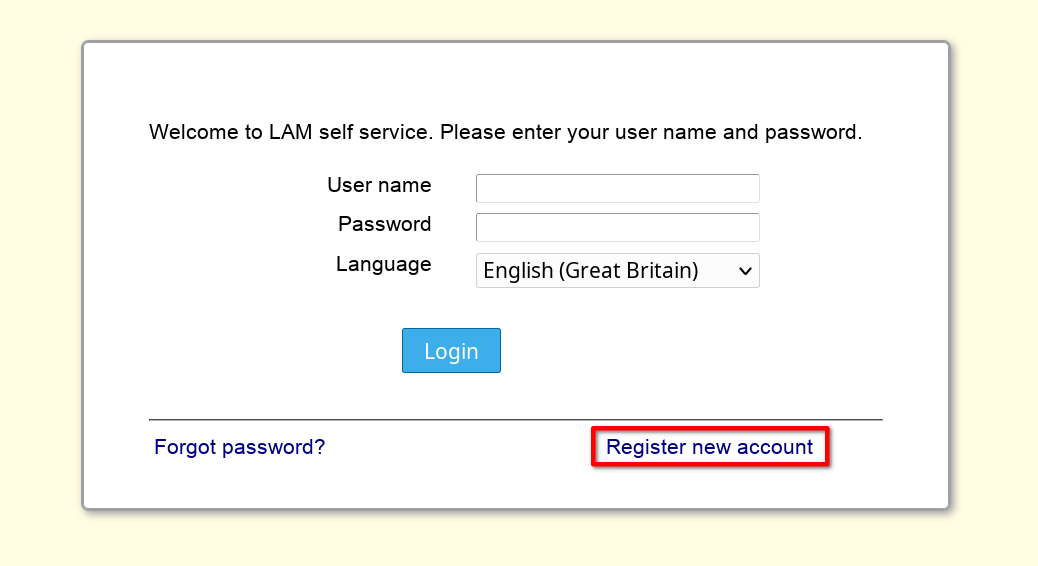 Welcome to LAM self service. Please enter your user name and password.
User name
Password
Language English (Great Britain)
Login
Forgot password? Register new account